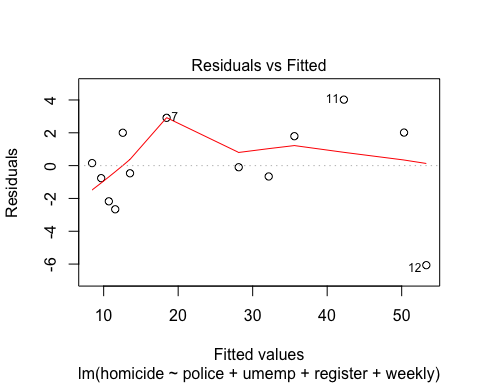 Residuals vs Fitted
Residuals
4
2
0
-2
-4
-6
11
7
12
10 20 30 40 50
Fitted values
lm(homicide ~ police + umemp + register + weekly)